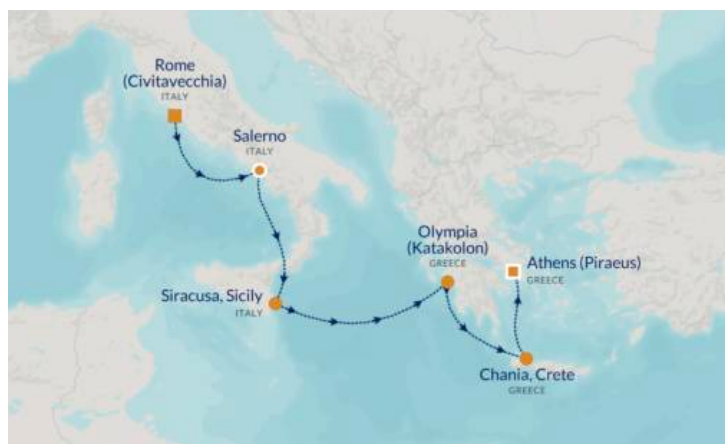 Rome
(Civitavecchia)
ITALY
Salerno
ITALY
Siracusa, Sicily
ITALY
Olympia
(Katakolon)
GREECE
Athens (Piraeus)
GREECE
Chania, Crete
GREECE